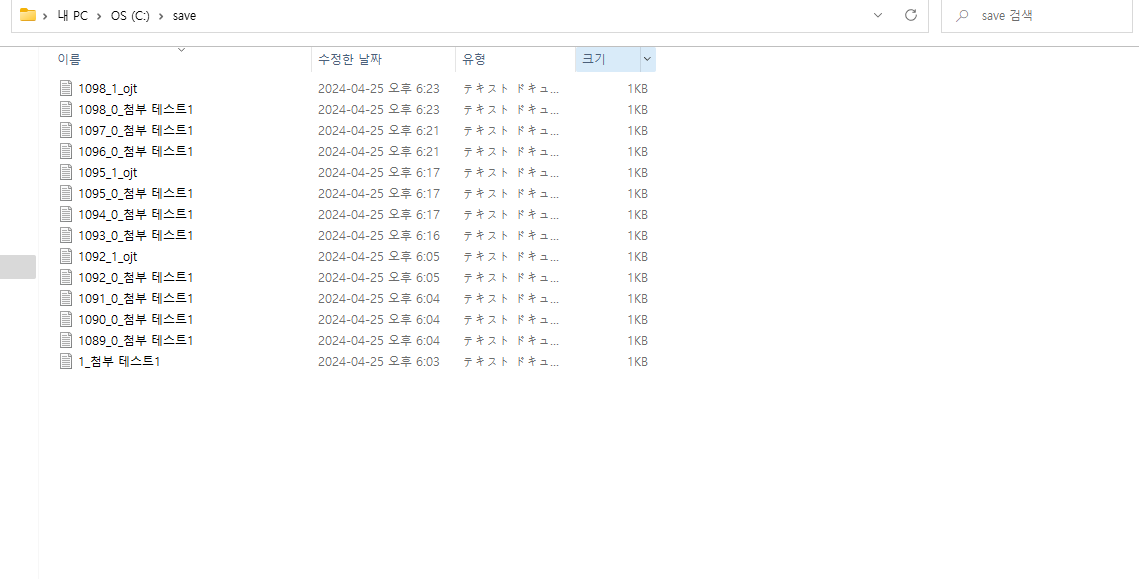 내 PC > OS (C:) > save
save 검색
이름 수정한 날짜 유형 크기
1098_1_ojt 2024-04-25 오후 6:23 テキスト ドキュ... 1KB
1098_0_첨부 테스트1 2024-04-25 오후 6:23 テキスト ドキュ... 1KB
1097_0_첨부 테스트1 2024-04-25 오후 6:21 テキスト ドキュ... 1KB
1096_0_첨부 테스트1 2024-04-25 오후 6:21 テキスト ドキュ... 1KB
1095_1_ojt 2024-04-25 오후 6:17 テキスト ドキュ... 1KB
1095_0_첨부 테스트1 2024-04-25 오후 6:17 テキスト ドキュ... 1KB
1094_0_첨부 테스트1 2024-04-25 오후 6:17 テキスト ドキュ... 1KB
1093_0_첨부 테스트1 2024-04-25 오후 6:16 テキスト ドキュ... 1KB
1092_1_ojt 2024-04-25 오후 6:05 テキスト ドキュ... 1KB
1092_0_첨부 테스트1 2024-04-25 오후 6:05 テキスト ドキュ... 1KB
1091_0_첨부 테스트1 2024-04-25 오후 6:04 テキスト ドキュ... 1KB
1090_0_첨부 테스트1 2024-04-25 오후 6:04 テキスト ドキュ... 1KB
1089_0_첨부 테스트1 2024-04-25 오후 6:04 テキスト ドキュ... 1KB
1_첨부 테스트1 2024-04-25 오후 6:03 テキスト ドキュ... 1KB